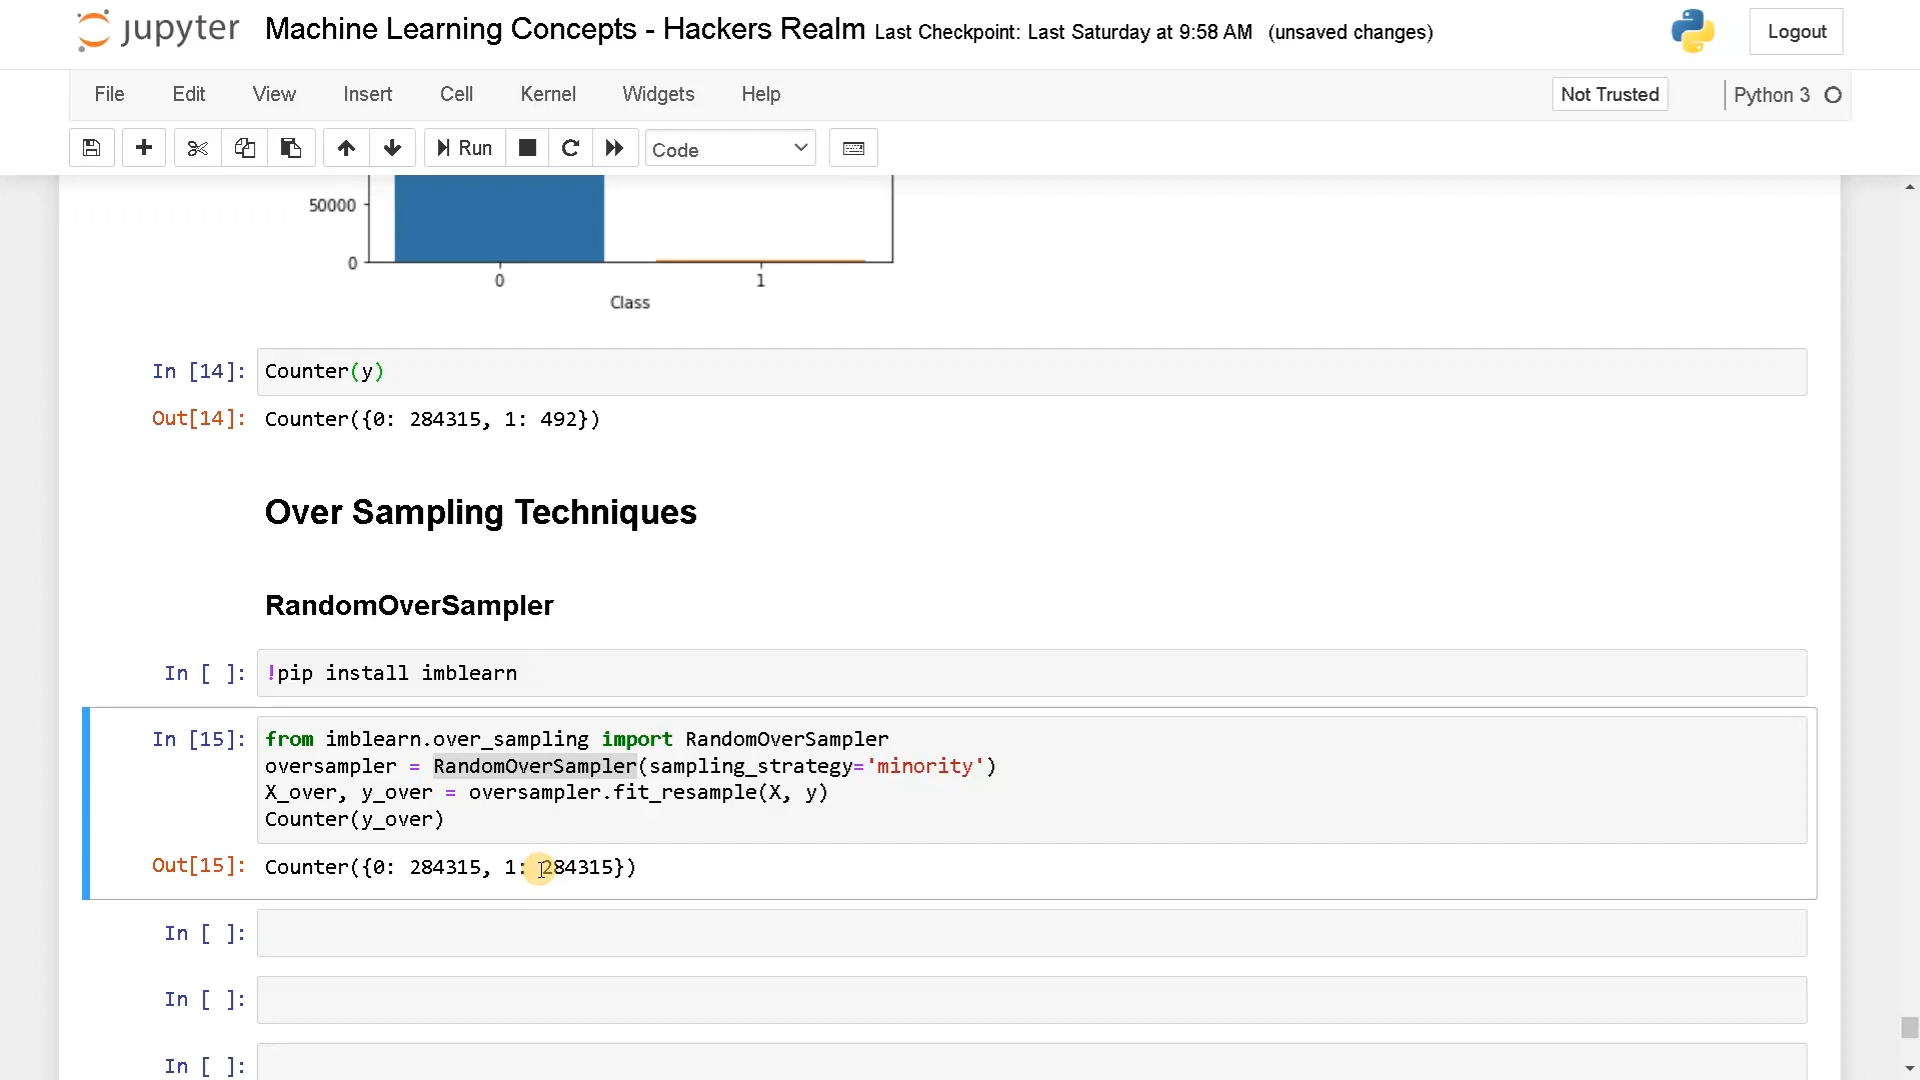 jupyter Machine Learning Concepts - Hackers Realm Last Checkpoint: Last Saturday at 9:58 AM (unsaved changes) Logout
File Edit View Insert Cell Kernel Widgets Help Not Trusted Python 3
Run Code
50000
0
0 1
Class
In [14]: Counter(y)
Out[14]: Counter({0: 284315, 1: 492})
Over Sampling Techniques
RandomOverSampler
In [ ]: !pip install imblearn
In [15]: from imblearn.over_sampling import RandomOverSampler
oversampler = RandomOverSampler(sampling_strategy='minority')
X_over, y_over = oversampler.fit_resample(X, y)
Counter(y_over)
Out[15]: Counter({0: 284315, 1: 284315})
In [ ]:
In [ ]:
In [ ]: